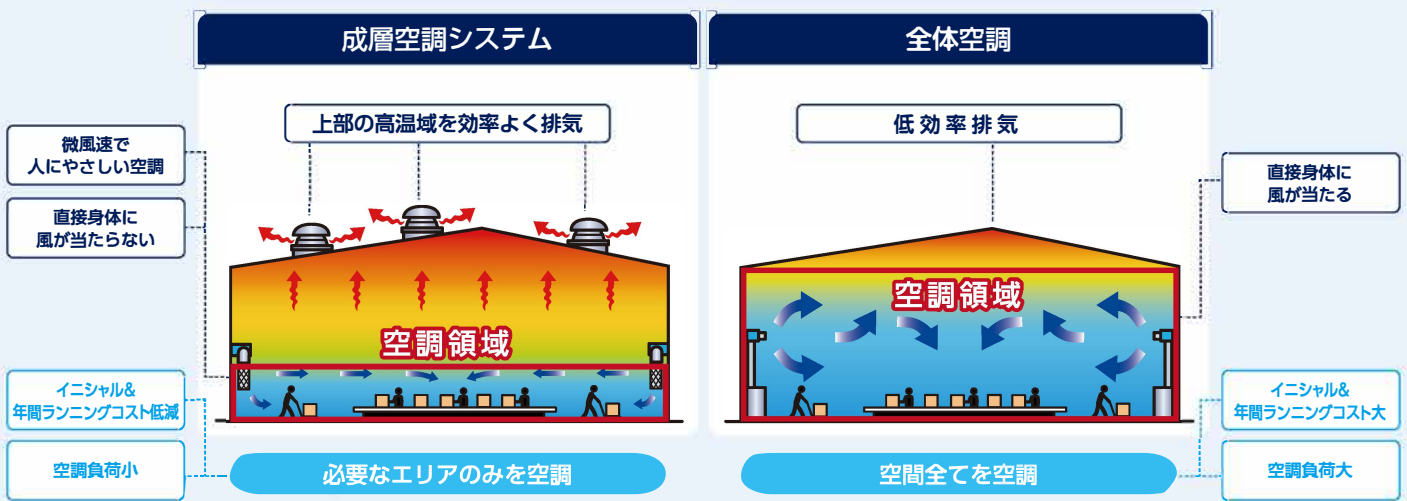 成層空調システム
上部の高温域を効率よく排気
微風速で
人にやさしい空調
直接身体に
風が当たらない
空調領域
イニシャル&
年間ランニングコスト低減
空調負荷小
必要なエリアのみを空調
全体空調
低効率排気
直接身体に
風が当たる
空調領域
イニシャル&
年間ランニングコスト大
空調負荷大
空間全てを空調